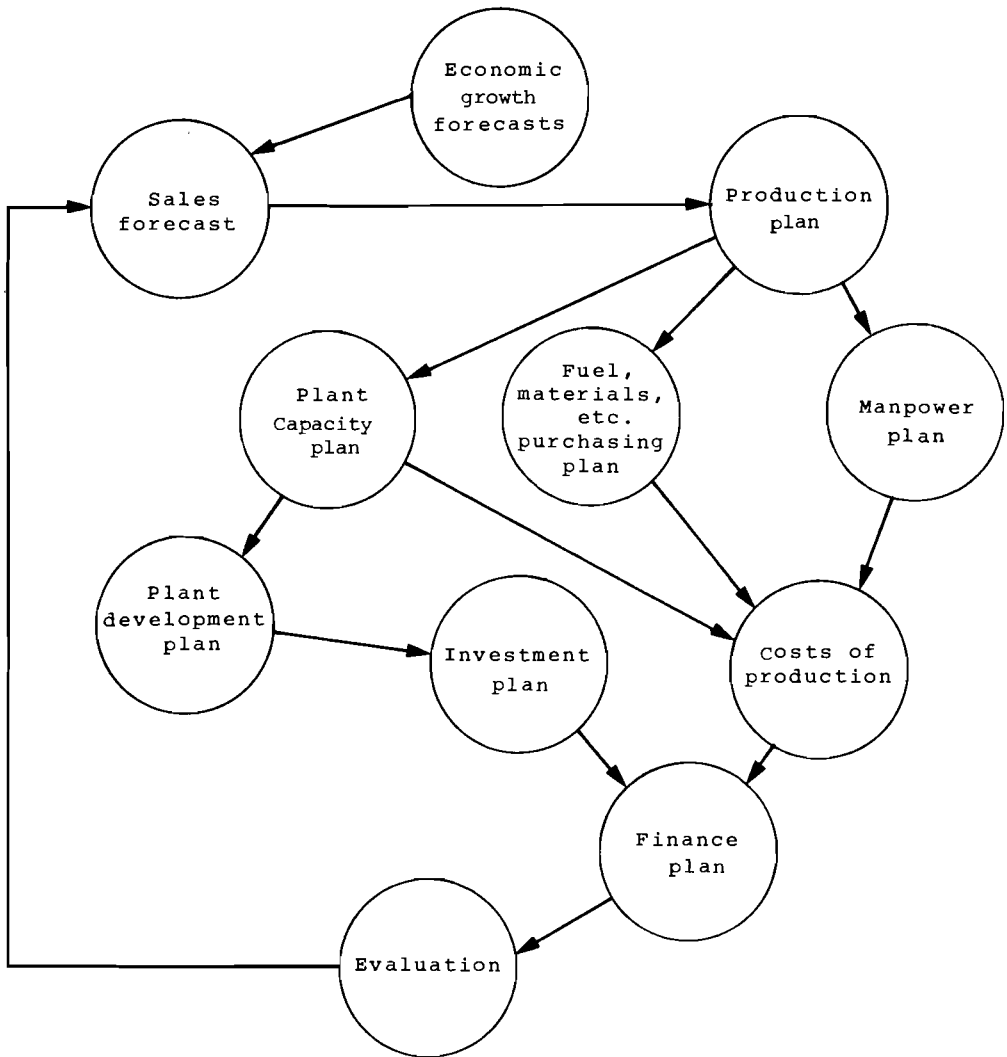 Economic
growth
forecasts
Sales
forecast
Production
plan
Plant
Capacity
plan
Fuel,
materials,
etc.
purchasing
plan
Manpower
plan
Plant
development
plan
Investment
plan
Costs of
production
Finance
plan
Evaluation